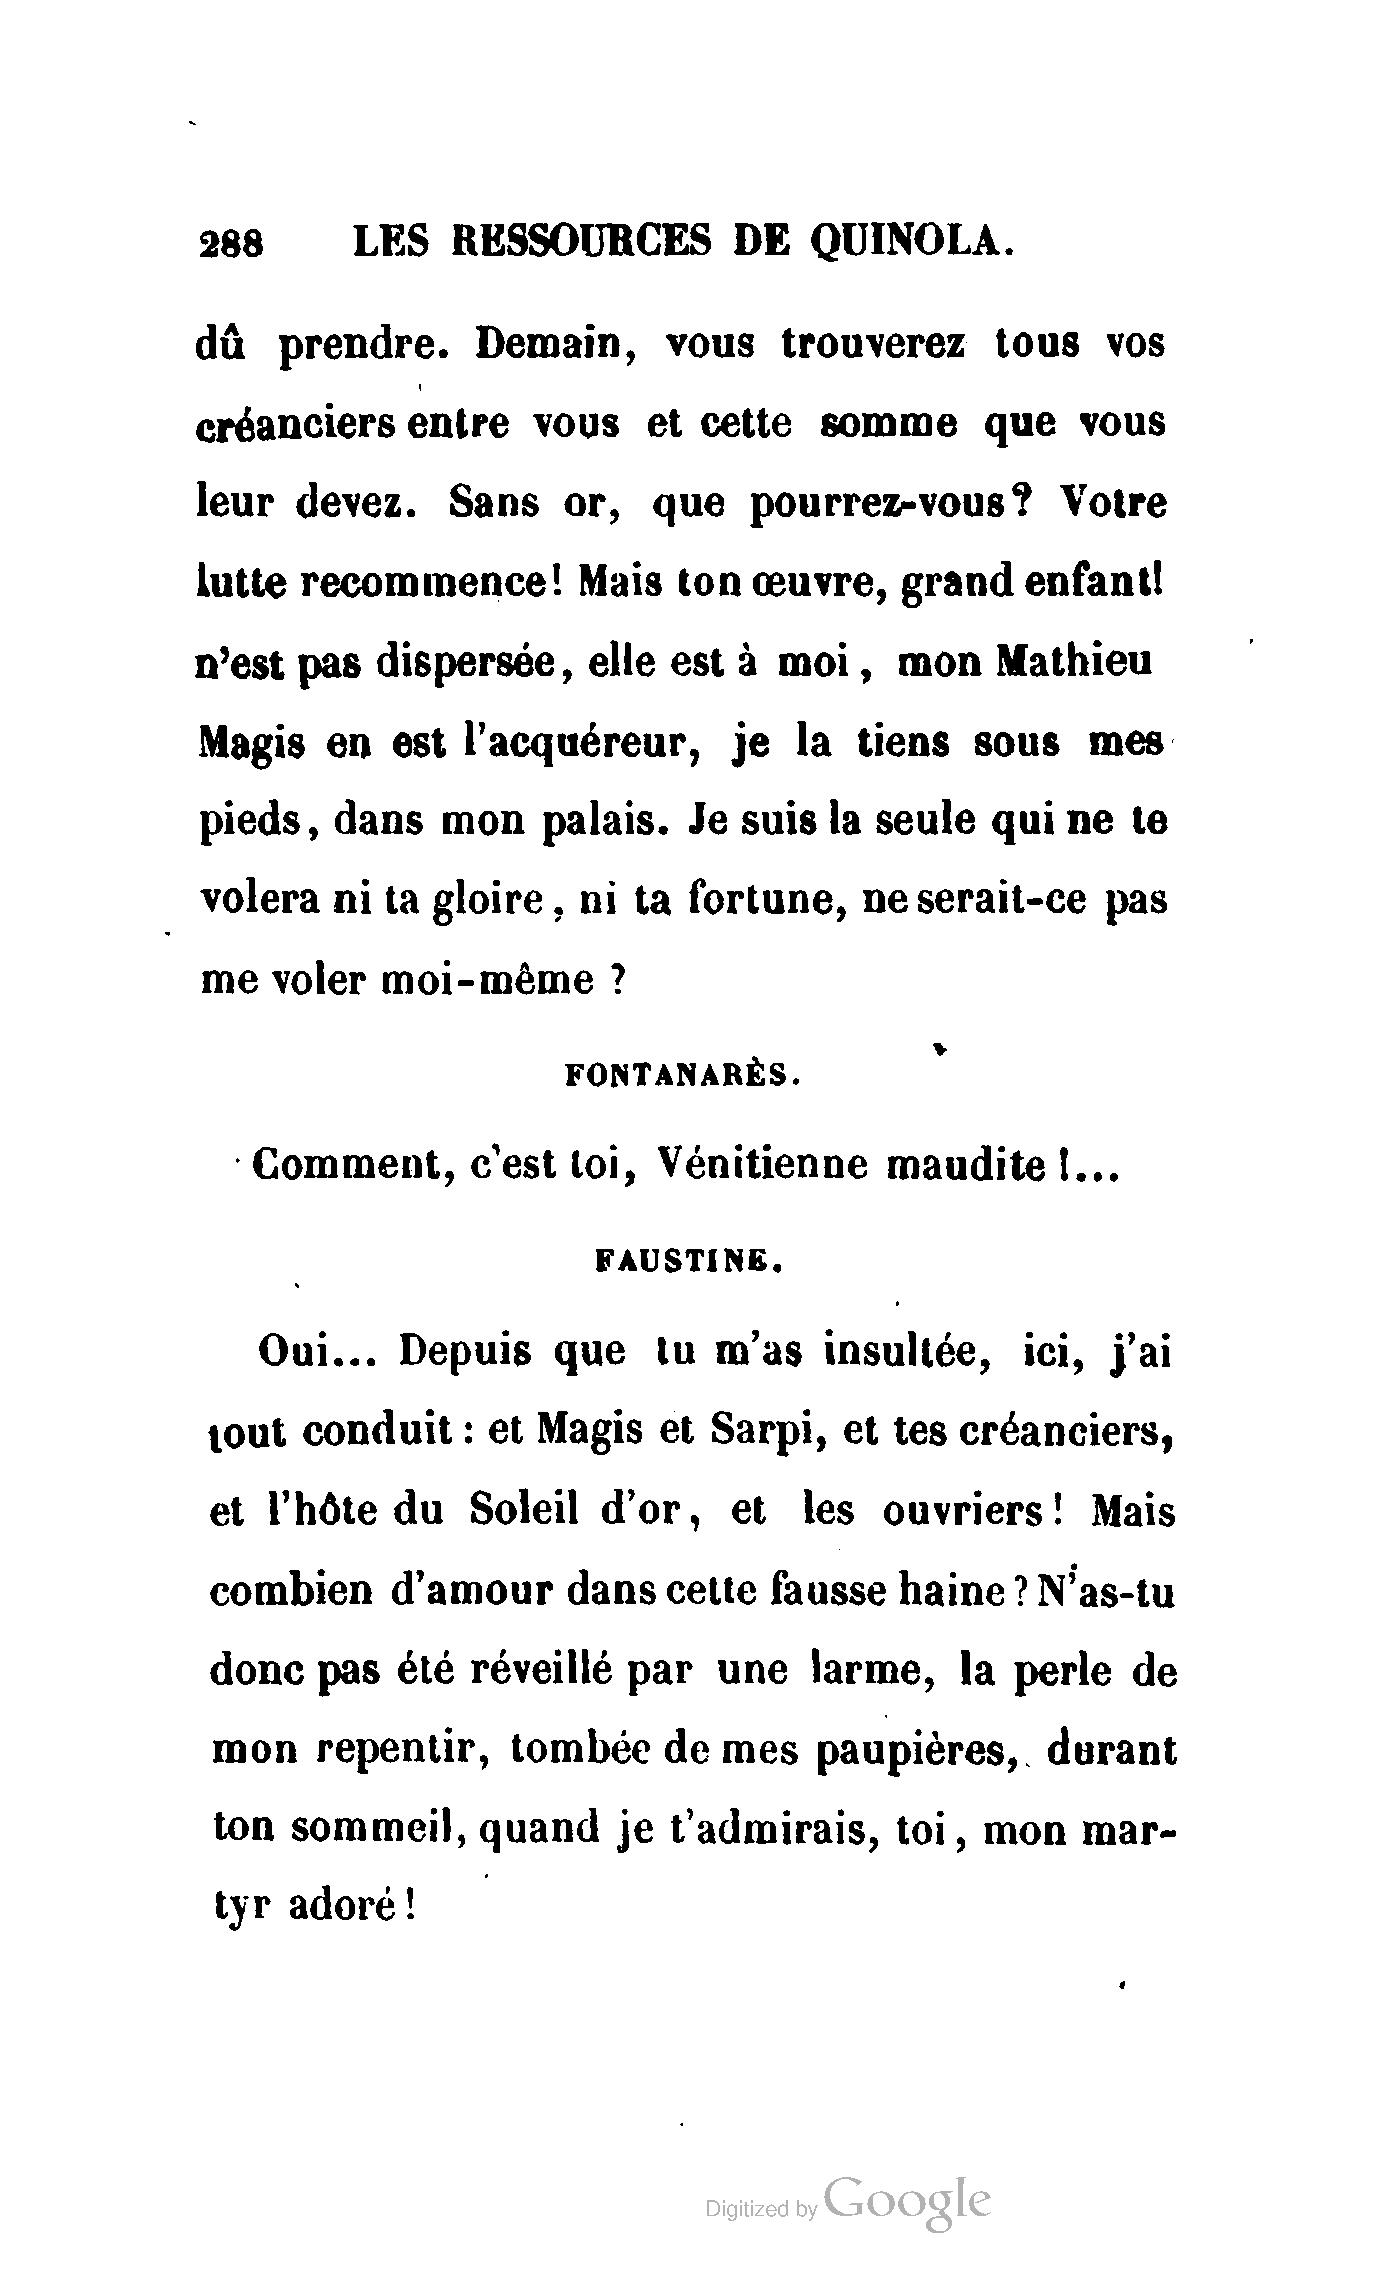 288 LES RESSOURCES DE QUINOLA.
dû prendre. Demain, vous trouverez tous vos
créanciers entre vous et cette somme que vous
leur devez. Sans or, que pourrez-vous? Votre
lutte recommence! Mais ton œuvre, grand enfant!
n'est pas dispersée, elle est à moi, mon Mathieu
Magis en est l'acquéreur, je la tiens sous mes
pieds, dans mon palais. Je suis la seule qui ne te
volera ni ta gloire, ni ta fortune, ne serait-ce pas
me voler moi-même ?
FONTANARÈS.
Comment, c'est toi, Vénitienne maudite !...
FAUSTINE.
Oui... Depuis que tu m'as insultée, ici, j'ai
tout conduit : et Magis et Sarpi, et tes créanciers,
et l'hôte du Soleil d'or, et les ouvriers ! Mais
combien d'amour dans cette fausse haine ? N'as-tu
donc pas été réveillé par une larme, la perle de
mon repentir, tombée de mes paupières, durant
ton sommeil, quand je t'admirais, toi, mon mar-
tyr adoré !
Digitized by Google